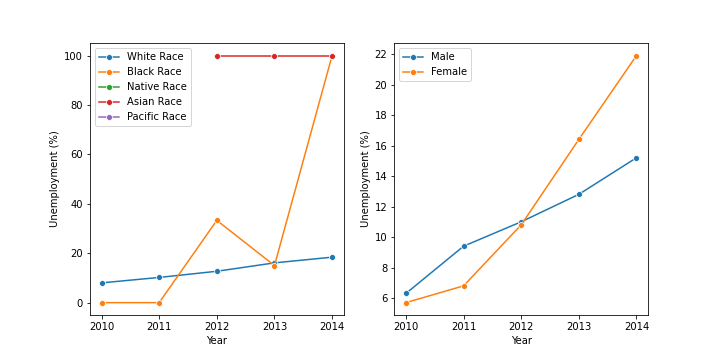 100
80
60
40
20
0
Unemployment (%)
White Race
Black Race
Native Race
Asian Race
Pacific Race
2010 2011 2012 2013 2014
Year
22
20
18
16
14
12
10
8
6
Unemployment (%)
Male
Female
2010 2011 2012 2013 2014
Year